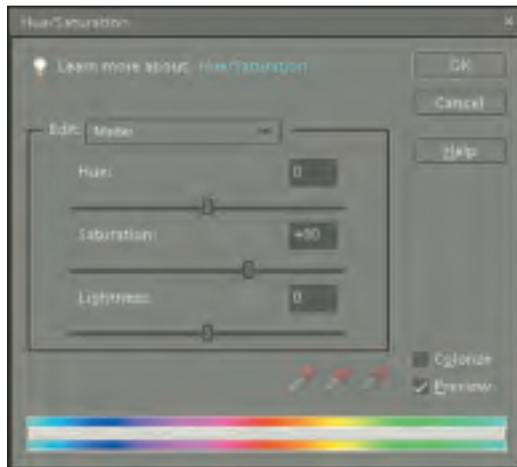 Hue/Saturation
Learn more about: Hue/Saturation
OK
Cancel
Help
Edit: Master
Hue: 0
Saturation: +30
Lightness: 0
Colorize
Preview